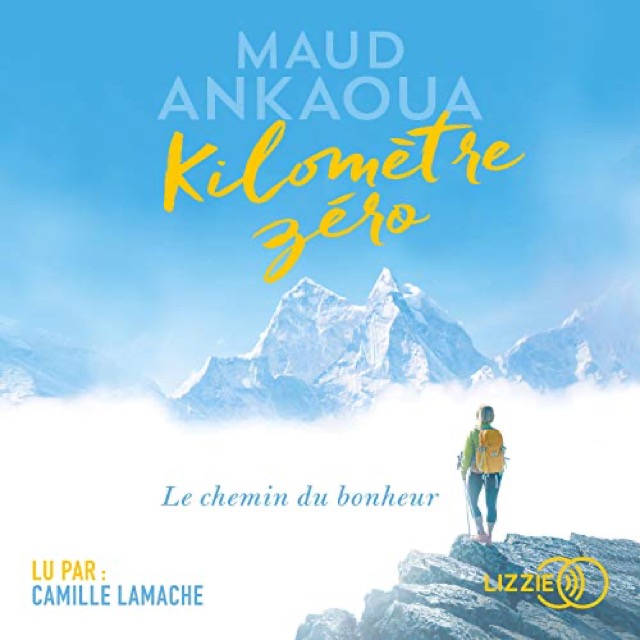 MAUD
ANKAOUA
Kilomètre
zéro
Le chemin du bonheur
LU PAR :
CAMILLE LAMACHE
LIZZIE